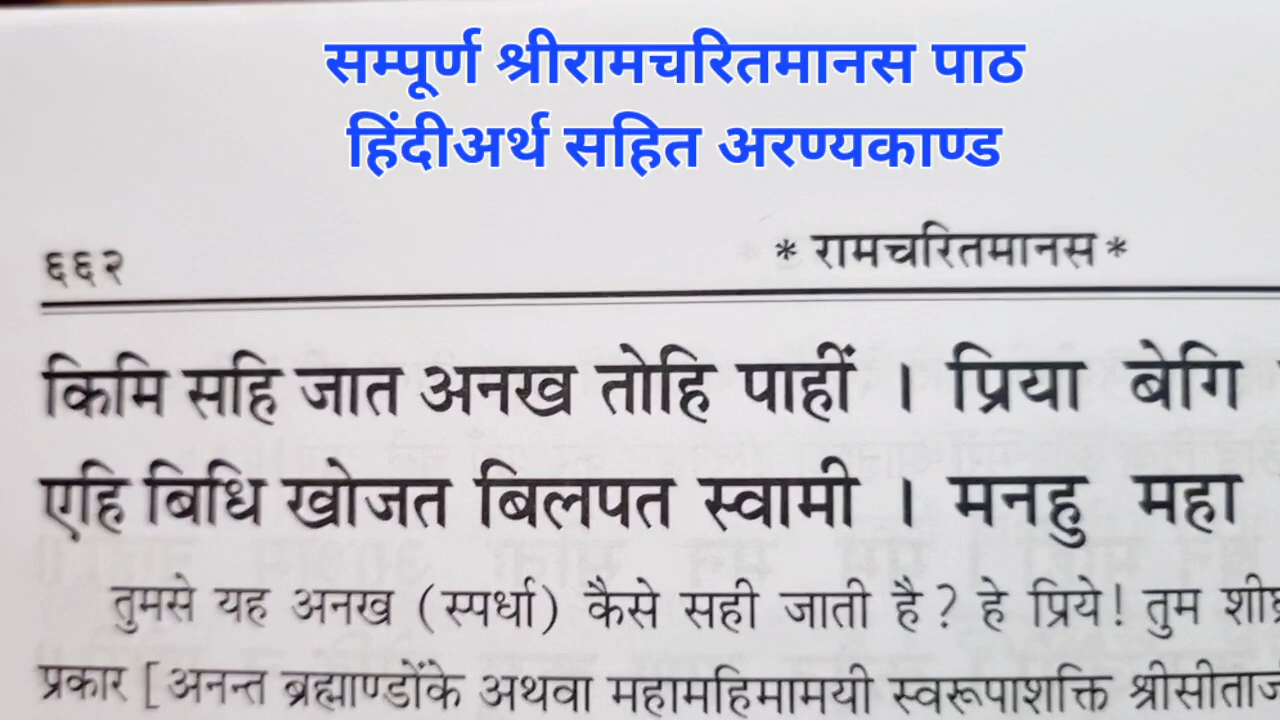 सम्पूर्ण श्रीरामचरितमानस पाठ
हिंदीअर्थ सहित अरण्यकाण्ड
६६२ * रामचरितमानस *
किमि सहि जात अनख तोहि पाहीं । प्रिया बेगि
एहि बिधि खोजत बिलपत स्वामी । मनहु महा
तुमसे यह अनख (स्पर्धा) कैसे सही जाती है? हे प्रिये! तुम
प्रकार [अनन्त ब्रह्माण्डोंके अथवा महामहिमामयी स्वरूपाशक्ति